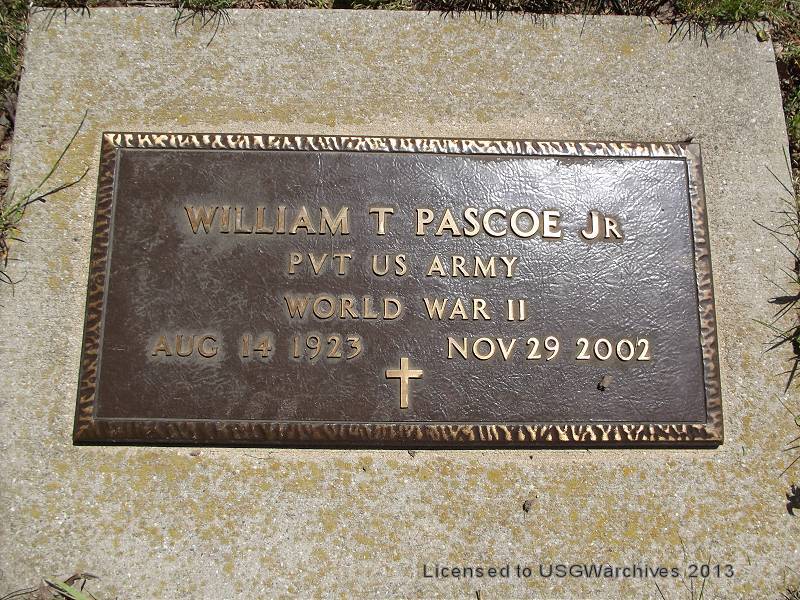 WILLIAM T PASCOE JR
PVT US ARMY
WORLD WAR II
AUG 14 1923 NOV 29 2002
Licensed to USGWarchives 2013